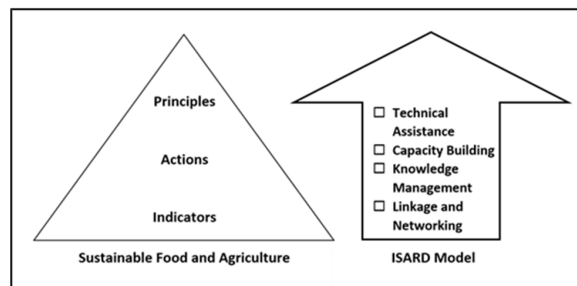 Principles
Actions
Indicators
Sustainable Food and Agriculture
☐ Technical
Assistance
☐ Capacity Building
☐ Knowledge
Management
☐ Linkage and
Networking
ISARD Model